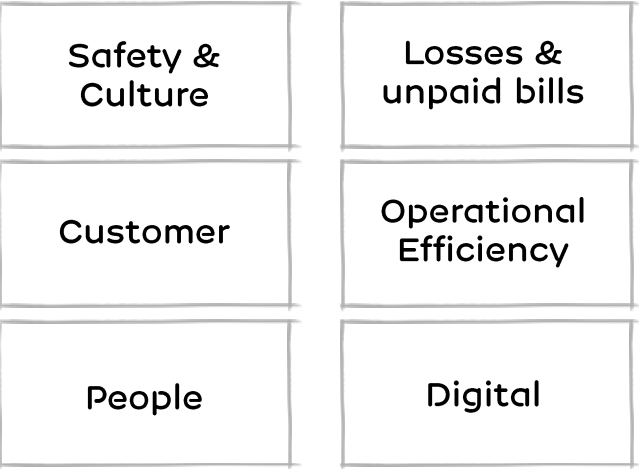 Safety &
Culture
Losses &
unpaid bills
Customer
Operational
Efficiency
People
Digital